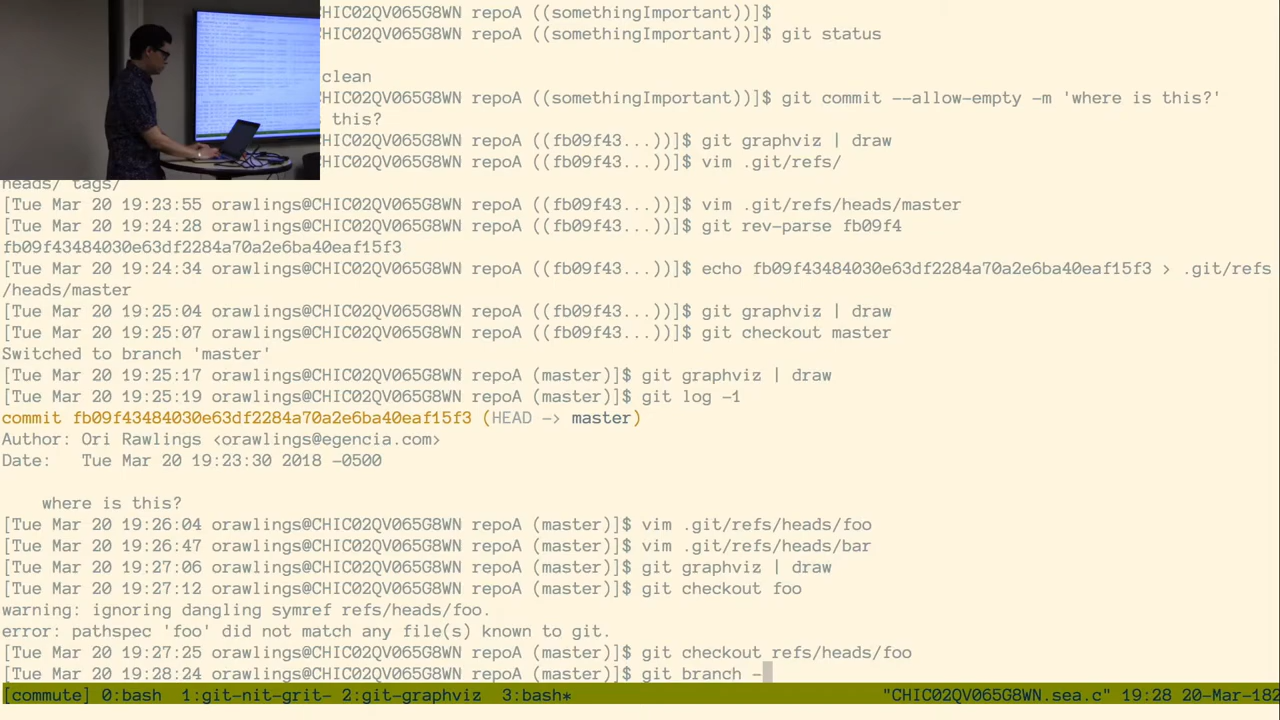 CHIC02QV065G8WN repoA ((somethingImportant))]$
CHIC02QV065G8WN repoA ((somethingImportant))]$ git status
clean
CHIC02QV065G8WN repoA ((somethingImportant))]$ git commit --allow-empty -m 'where is this?'
this?
CHIC02QV065G8WN repoA ((fb09f43...))]$ git graphviz | draw
CHIC02QV065G8WN repoA ((fb09f43...))]$ vim .git/refs/
heads/ tags/
[Tue Mar 20 19:23:55 orawlings@CHIC02QV065G8WN repoA ((fb09f43...))]$ vim .git/refs/heads/master
[Tue Mar 20 19:24:28 orawlings@CHIC02QV065G8WN repoA ((fb09f43...))]$ git rev-parse fb09f4
fb09f43484030e63df2284a70a2e6ba40eaf15f3
[Tue Mar 20 19:24:34 orawlings@CHIC02QV065G8WN repoA ((fb09f43...))]$ echo fb09f43484030e63df2284a70a2e6ba40eaf15f3 > .git/refs
/heads/master
[Tue Mar 20 19:25:04 orawlings@CHIC02QV065G8WN repoA ((fb09f43...))]$ git graphviz | draw
[Tue Mar 20 19:25:07 orawlings@CHIC02QV065G8WN repoA ((fb09f43...))]$ git checkout master
Switched to branch 'master'
[Tue Mar 20 19:25:17 orawlings@CHIC02QV065G8WN repoA (master)]$ git graphviz | draw
[Tue Mar 20 19:25:19 orawlings@CHIC02QV065G8WN repoA (master)]$ git log -1
commit fb09f43484030e63df2284a70a2e6ba40eaf15f3 (HEAD -> master)
Author: Ori Rawlings <orawlings@egencia.com>
Date:   Tue Mar 20 19:23:30 2018 -0500
where is this?
[Tue Mar 20 19:26:04 orawlings@CHIC02QV065G8WN repoA (master)]$ vim .git/refs/heads/foo
[Tue Mar 20 19:26:47 orawlings@CHIC02QV065G8WN repoA (master)]$ vim .git/refs/heads/bar
[Tue Mar 20 19:27:06 orawlings@CHIC02QV065G8WN repoA (master)]$ git graphviz | draw
[Tue Mar 20 19:27:12 orawlings@CHIC02QV065G8WN repoA (master)]$ git checkout foo
warning: ignoring dangling symref refs/heads/foo.
error: pathspec 'foo' did not match any file(s) known to git.
[Tue Mar 20 19:27:25 orawlings@CHIC02QV065G8WN repoA (master)]$ git checkout refs/heads/foo
[Tue Mar 20 19:28:24 orawlings@CHIC02QV065G8WN repoA (master)]$ git branch -
[commute] 0:bash  1:git-nit-grit- 2:git-graphviz  3:bash*    "CHIC02QV065G8WN.sea.c" 19:28 20-Mar-182